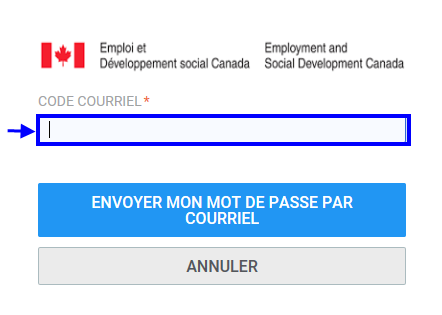 Emploi et
Développement social Canada
Employment and
Social Development Canada
CODE COURRIEL*
ENVOYER MON MOT DE PASSE PAR
COURRIEL
ANNULER